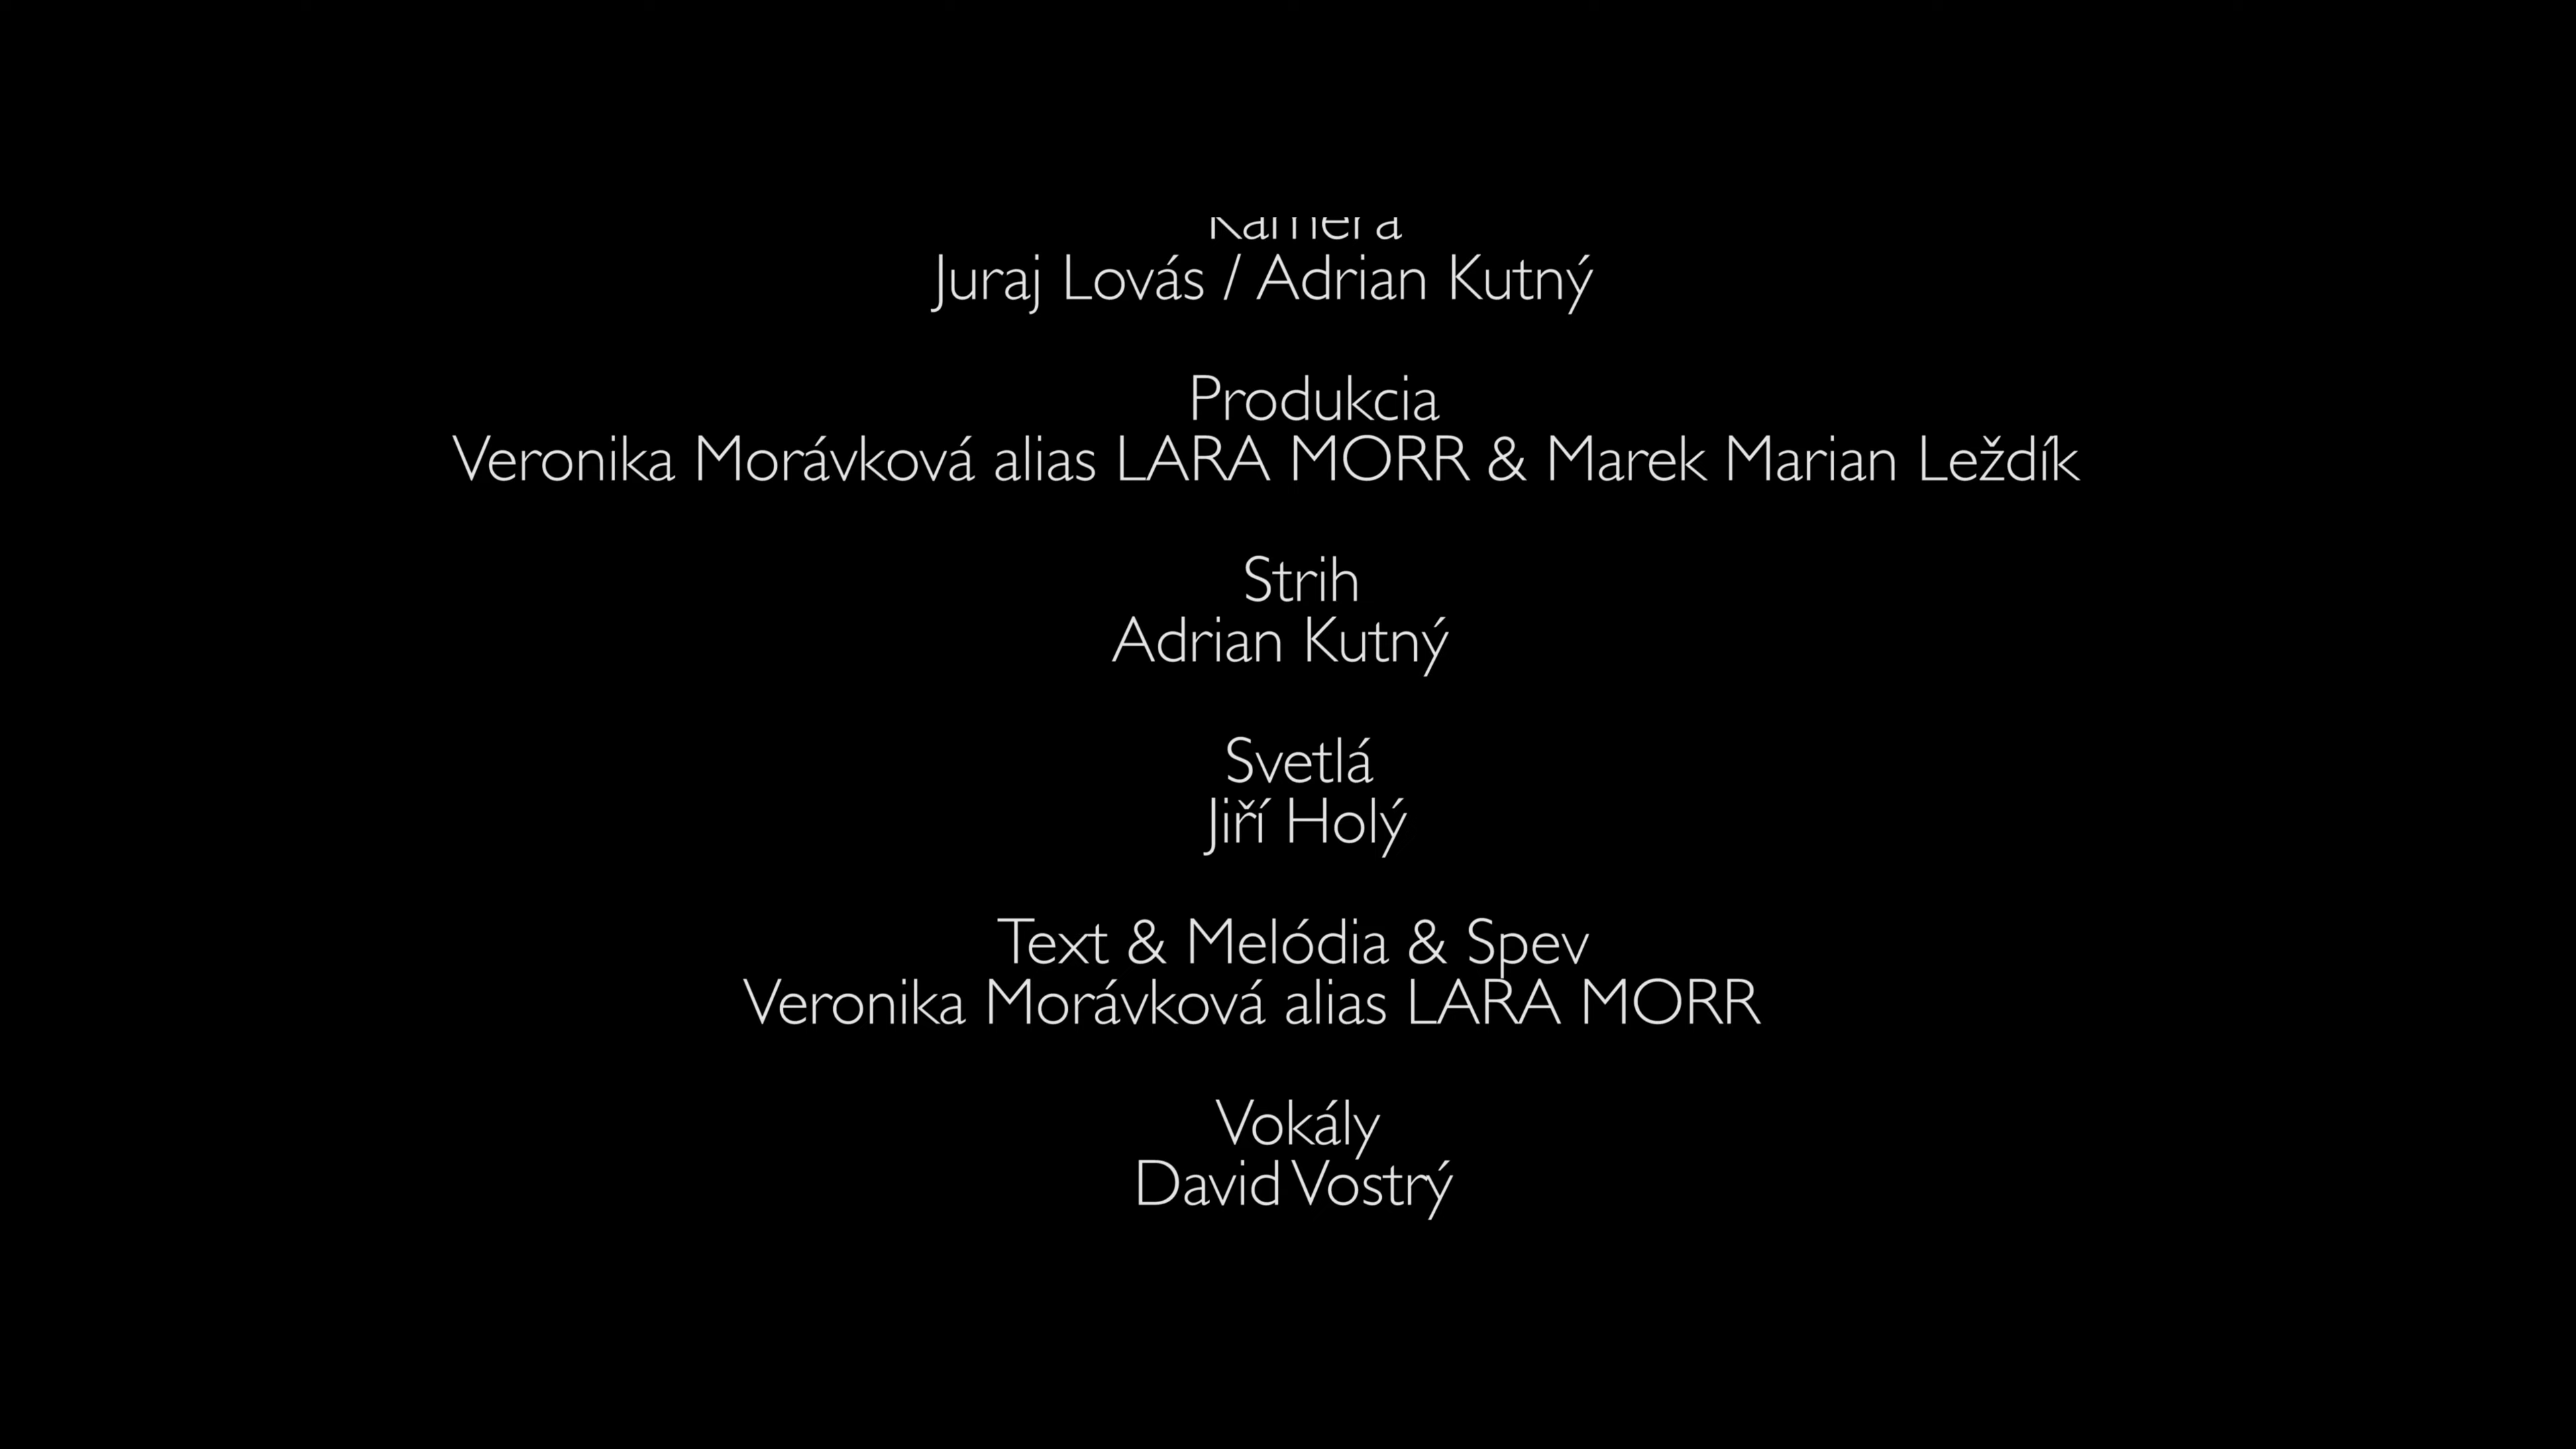 Kamera
Juraj Lovás / Adrian Kutný
Produkcia
Veronika Morávková alias LARA MORR & Marek Marian Leždík
Strih
Adrian Kutný
Svetlá
Jiří Holý
Text & Melódia & Spev
Veronika Morávková alias LARA MORR
Vokály
David Vostrý